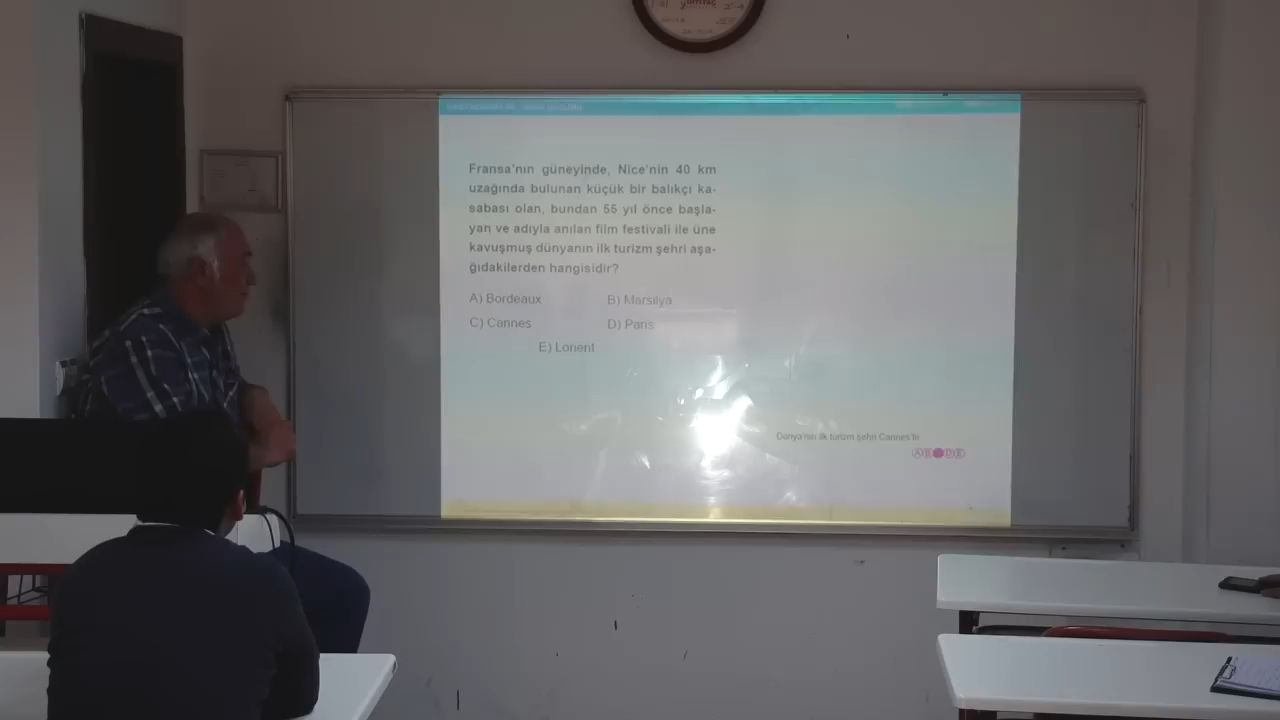 Fransa'nın güneyinde, Nice'nin 40 km
uzağında bulunan küçük bir balıkçı ka-
sabası olan, bundan 55 yıl önce başla-
yan ve adıyla anılan film festivali ile üne
kavuşmuş dünyanın ilk turizm şehri aşa-
ğıdakilerden hangisidir?
A) Bordeaux B) Marsilya
C) Cannes D) Paris
E) Lorient
Dünya'nın ilk turizm şehri Cannes'tir
A B D E